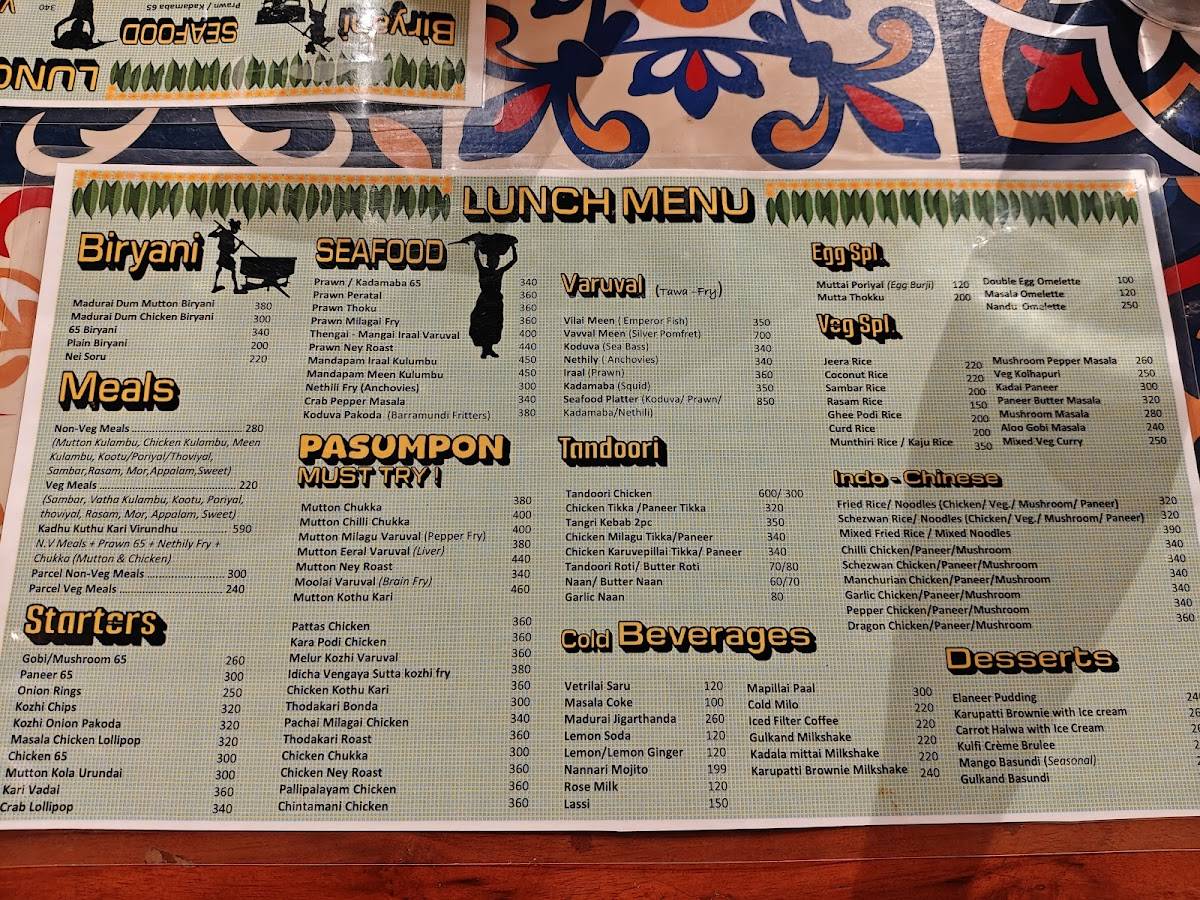 Biryani
SEAFOOD
Prawn / Kadamaba 65
340
LUNC
LUNCH MENU
Biryani
Madurai Dum Mutton Biryani 380
Madurai Dum Chicken Biryani 300
65 Biryani 340
Plain Biryani 200
Nei Soru 220
Meals
Non-Veg Meals ........................................ 280
(Mutton Kulambu, Chicken Kulambu, Meen
Kulambu, Kootu/Poriyal/Thoviyal,
Sambar,Rasam, Mor,Appalam,Sweet)
Veg Meals ........................................ 220
(Sambar, Vatha Kulambu, Kootu, Poriyal,
thoviyal, Rasam, Mor, Appalam, Sweet)
Kadhu Kuthu Kari Virundhu ............... 590
N.V Meals + Prawn 65 + Nethily Fry +
Chukka (Mutton & Chicken)
Parcel Non-Veg Meals ...................... 300
Parcel Veg Meals .............................. 240
Starters
Gobi/Mushroom 65 260
Paneer 65 300
Onion Rings 250
Kozhi Chips 320
Kozhi Onion Pakoda 320
Masala Chicken Lollipop 320
Chicken 65 300
Mutton Kola Urundai 300
Kari Vadai 360
Crab Lollipop 340
SEAFOOD
Prawn / Kadamaba 65 340
Prawn Peratal 360
Prawn Thoku 360
Prawn Milagai Fry 360
Thengai - Mangai Iraal Varuval 400
Prawn Ney Roast 440
Mandapam Iraal Kulumbu 450
Mandapam Meen Kulumbu 450
Nethili Fry (Anchovies) 300
Crab Pepper Masala 340
Koduva Pakoda (Barramundi Fritters) 380
PASUMPON
MUST TRY !
Mutton Chukka 380
Mutton Chilli Chukka 400
Mutton Milagu Varuval (Pepper Fry) 400
Mutton Eeral Varuval (Liver) 380
Mutton Ney Roast 440
Moolai Varuval (Brain Fry) 340
Mutton Kothu Kari 460
Pattas Chicken 360
Kara Podi Chicken 360
Melur Kozhi Varuval 360
Idicha Vengaya Sutta kozhi fry 380
Chicken Kothu Kari 360
Thodakari Bonda 300
Pachai Milagai Chicken 340
Thodakari Roast 360
Chicken Chukka 300
Chicken Ney Roast 360
Pallipalayam Chicken 360
Chintamani Chicken 360
Varuval (Tawa -Fry)
Vilai Meen ( Emperor Fish) 350
Vavval Meen (Silver Pomfret) 700
Koduva (Sea Bass) 340
Nethily ( Anchovies) 340
Iraal (Prawn) 360
Kadamaba (Squid) 350
Seafood Platter (Koduva/ Prawn/ 850
Kadamaba/Nethili)
Tandoori
Tandoori Chicken 600/ 300
Chicken Tikka /Paneer Tikka 320
Tangri Kebab 2pc 350
Chicken Milagu Tikka/Paneer 340
Chicken Karuvepillai Tikka/ Paneer 340
Tandoori Roti/ Butter Roti 70/80
Naan/ Butter Naan 60/70
Garlic Naan 80
Cold Beverages
Vetrilai Saru 120
Masala Coke 100
Madurai Jigarthanda 260
Lemon Soda 120
Lemon/Lemon Ginger 120
Nannari Mojito 199
Rose Milk 120
Lassi 150
Mapillai Paal 300
Cold Milo 220
Iced Filter Coffee 220
Gulkand Milkshake 220
Kadala mittai Milkshake 220
Karupatti Brownie Milkshake 240
Egg Spl.
Muttai Poriyal (Egg Burji) 120
Mutta Thokku 200
Double Egg Omelette 100
Masala Omelette 120
Nandu Omelette 250
Veg Spl.
Jeera Rice 220
Coconut Rice 220
Sambar Rice 200
Rasam Rice 150
Ghee Podi Rice 200
Curd Rice 200
Munthiri Rice / Kaju Rice 350
Mushroom Pepper Masala 260
Veg Kolhapuri 250
Kadai Paneer 300
Paneer Butter Masala 320
Mushroom Masala 280
Aloo Gobi Masala 240
Mixed Veg Curry 250
Indo - Chinese
Fried Rice/ Noodles (Chicken/ Veg./ Mushroom/ Paneer) 320
Schezwan Rice/ Noodles (Chicken/ Veg./ Mushroom/ Paneer) 320
Mixed Fried Rice / Mixed Noodles 390
Chilli Chicken/Paneer/Mushroom 340
Schezwan Chicken/Paneer/Mushroom 340
Manchurian Chicken/Paneer/Mushroom 340
Garlic Chicken/Paneer/Mushroom 340
Pepper Chicken/Paneer/Mushroom 340
Dragon Chicken/Paneer/Mushroom 360
Desserts
Elaneer Pudding
Karupatti Brownie with Ice cream
Carrot Halwa with Ice Cream
Kulfi Crème Brulee
Mango Basundi (Seasonal)
Gulkand Basundi